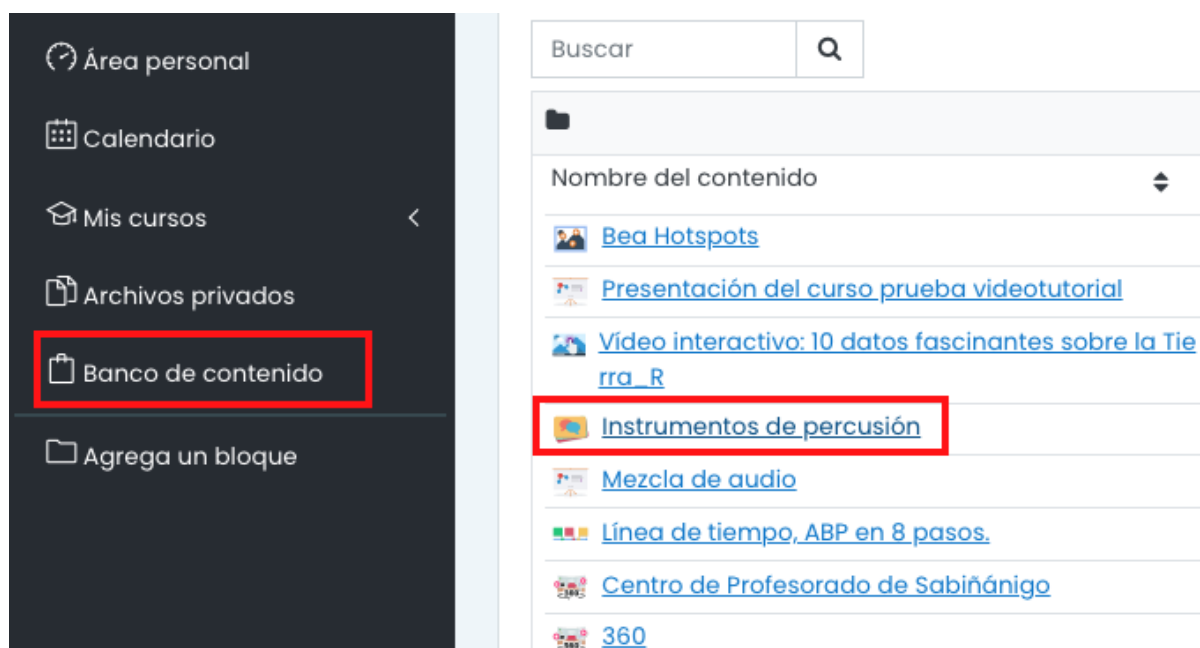 Área personal
Calendario
Mis cursos
Archivos privados
Banco de contenido
Agrega un bloque
Buscar
Nombre del contenido
Bea Hotspots
Presentación del curso prueba videotutorial
Vídeo interactivo: 10 datos fascinantes sobre la Tie
rra_R
Instrumentos de percusión
Mezcla de audio
Línea de tiempo, ABP en 8 pasos.
Centro de Profesorado de Sabiñánigo
360